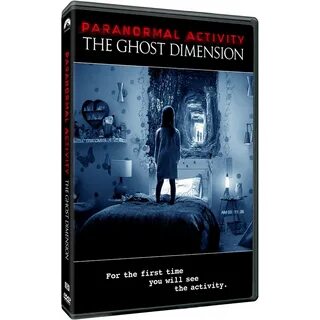 PARANORMAL ACTIVITY
THE GHOST DIMENSION
PARANORMAL ACTIVITY
THE GHOST DIMENSION
For the first time
you will see
the activity.
DVD